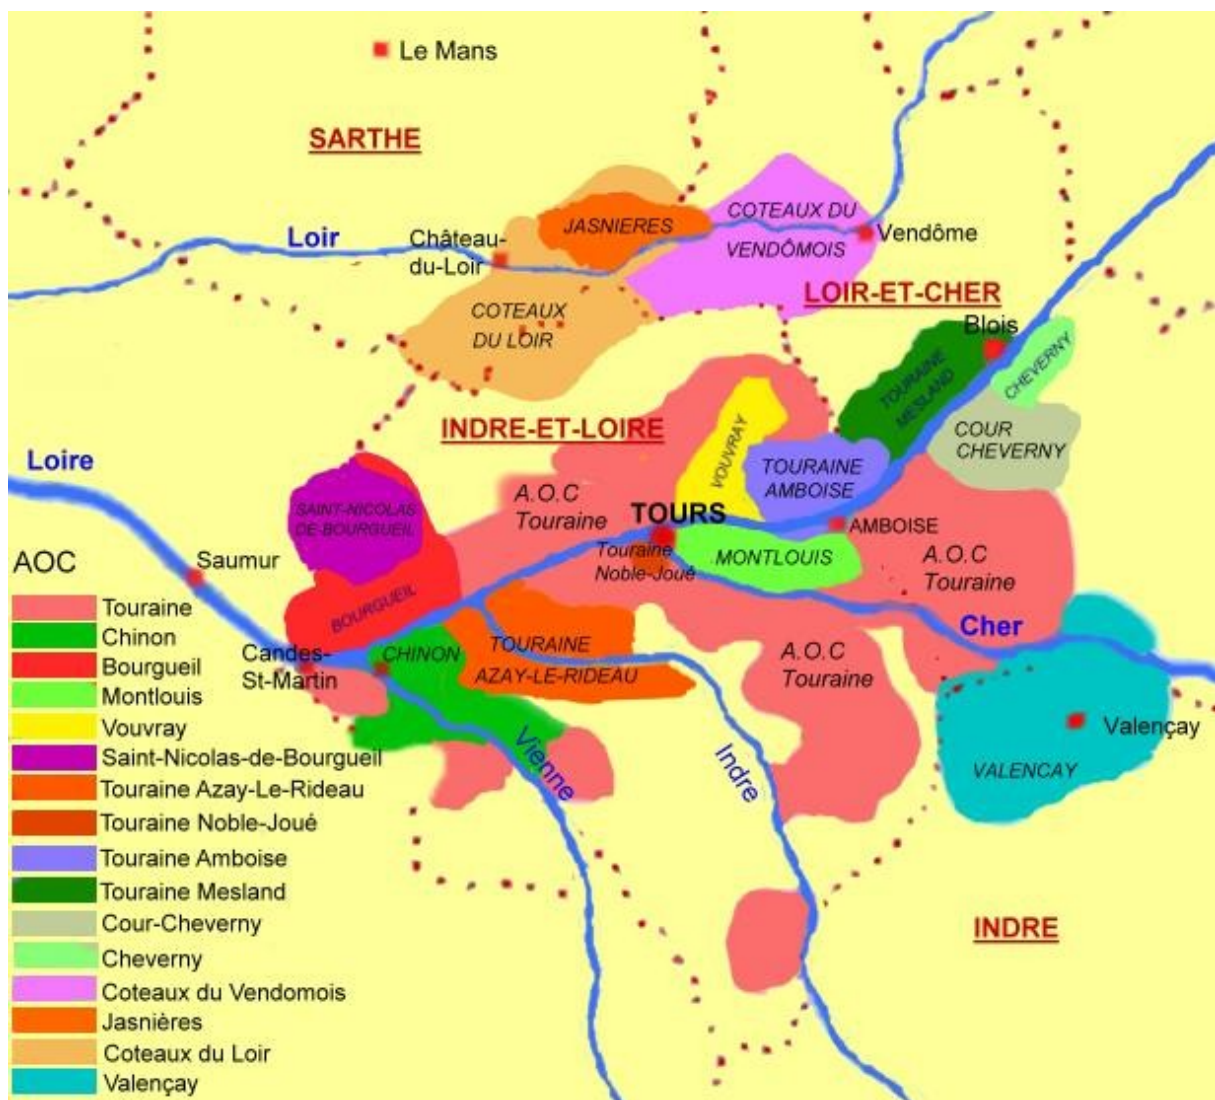 Le Mans
SARTHE
JASNIERES
COTEAUX DU
VENDÔMOIS
Vendôme
Loir
Château-
du-Loir
LOIR-ET-CHER
COTEAUX
DU LOIR
Blois
CHEVERNY
TOURAINE
MESLAND
INDRE-ET-LOIRE
COUR
CHEVERNY
VOUVRAY
Loire
TOURAINE
AMBOISE
A.O.C
Touraine
SAINT-NICOLAS
DE-BOURGUEIL
TOURS
AMBOISE
Touraine
Noble-Joué
MONTLOUIS
A.O.C
Touraine
Saumur
BOURGUEIL
Cher
Candes-
St-Martin
CHINON
TOURAINE
AZAY-LE-RIDEAU
A.O.C
Touraine
Valençay
VALENCAY
Vienne
Indre
INDRE
AOC
Touraine
Chinon
Bourgueil
Montlouis
Vouvray
Saint-Nicolas-de-Bourgueil
Touraine Azay-Le-Rideau
Touraine Noble-Joué
Touraine Amboise
Touraine Mesland
Cour-Cheverny
Cheverny
Coteaux du Vendomois
Jasnières
Coteaux du Loir
Valençay